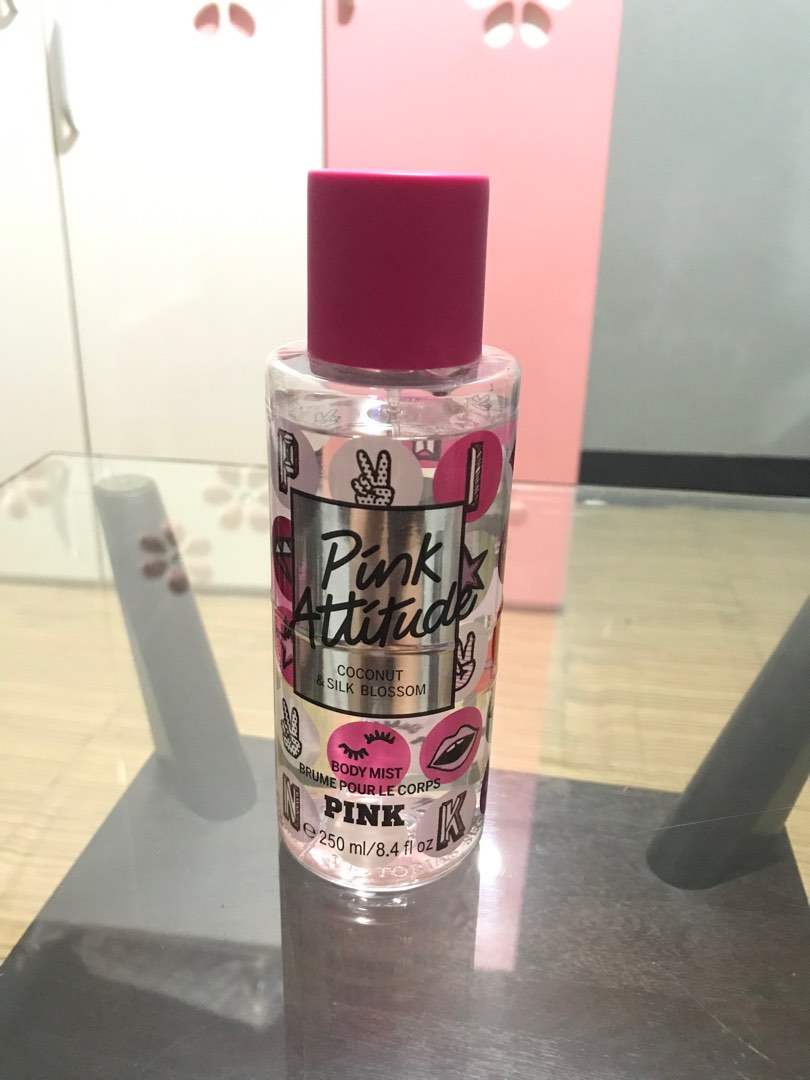 P
I
Pink
Attitude
COCONUT
& SILK BLOSSOM
BODY MIST
BRUME POUR LE CORPS
N
PINK
K
℮ 250 ml/8.4 fl oz